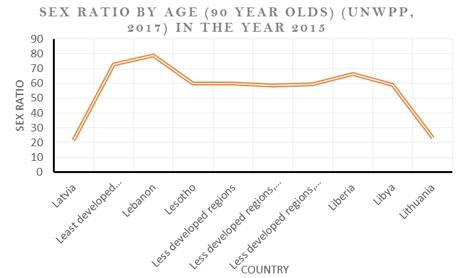 SEX RATIO BY AGE (90 YEAR OLDS) (UNWPP,
2017) IN THE YEAR 2015
90
80
70
60
50
40
30
20
10
0
SEX RATIO
Latvia
Least developed...
Lebanon
Lesotho
Less developed regions
Less developed regions,...
Less developed regions,...
Liberia
Libya
Lithuania
COUNTRY